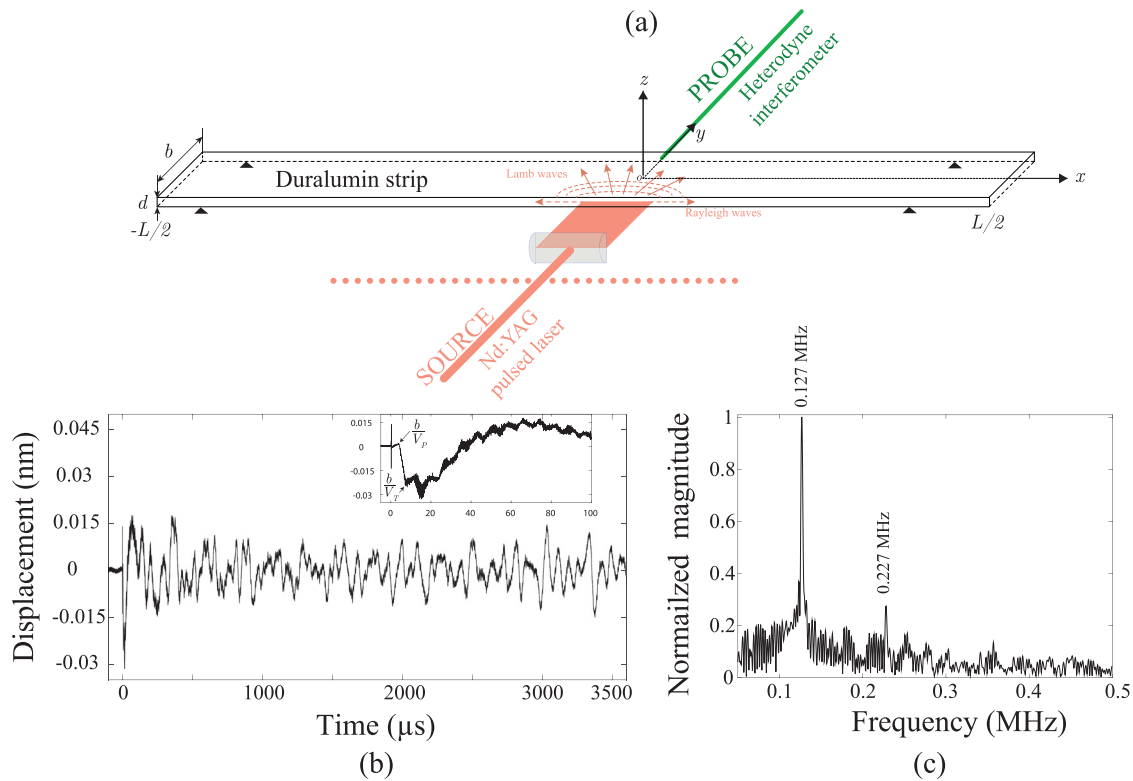 (a)
PROBE
Heterodyne
interferometer
z
y
b
Lamb waves
Duralumin strip
o
x
d
Rayleigh waves
-L/2
L/2
SOURCE
Nd:YAG
pulsed laser
Displacement (nm)
0.045
0.03
0.015
0
-0.015
-0.03
0 1000 2000 3000 3600
Time (µs)
(b)
0.015
0
-0.015
-0.03
b
V_P
b
V_T
0 20 40 60 80 100
0.127 MHz
0.227 MHz
Normailzed magnitude
1
0.8
0.6
0.4
0.2
0
0.1 0.2 0.3 0.4 0.5
Frequency (MHz)
(c)